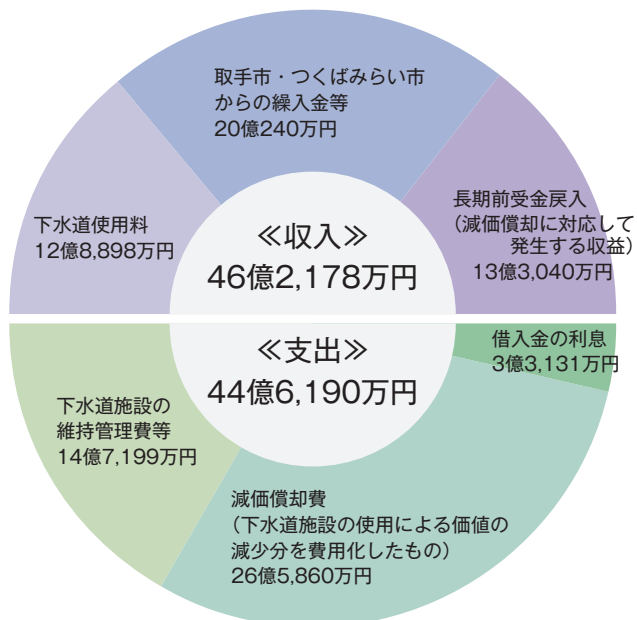 取手市・つくばみらい市
からの繰入金等
20億240万円
下水道使用料
12億8,898万円
長期前受金戻入
（減価償却に対応して
発生する収益）
13億3,040万円
≪収入≫
46億2,178万円
≪支出≫
44億6,190万円
借入金の利息
3億3,131万円
下水道施設の
維持管理費等
14億7,199万円
減価償却費
（下水道施設の使用による価値の
減少分を費用化したもの）
26億5,860万円